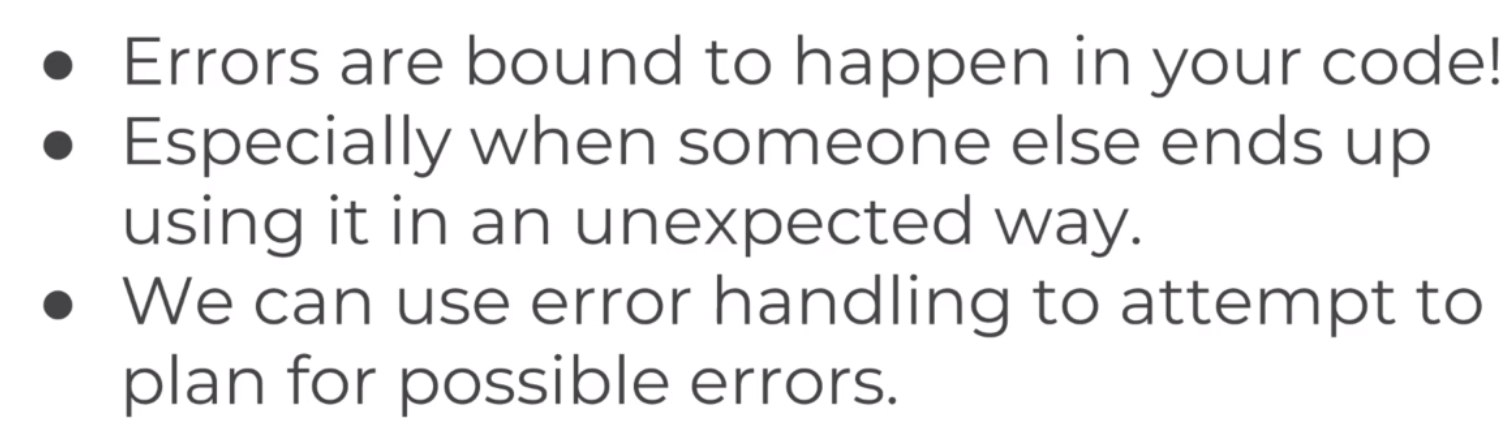 ● Errors are bound to happen in your code!
● Especially when someone else ends up
using it in an unexpected way.
● We can use error handling to attempt to
plan for possible errors.